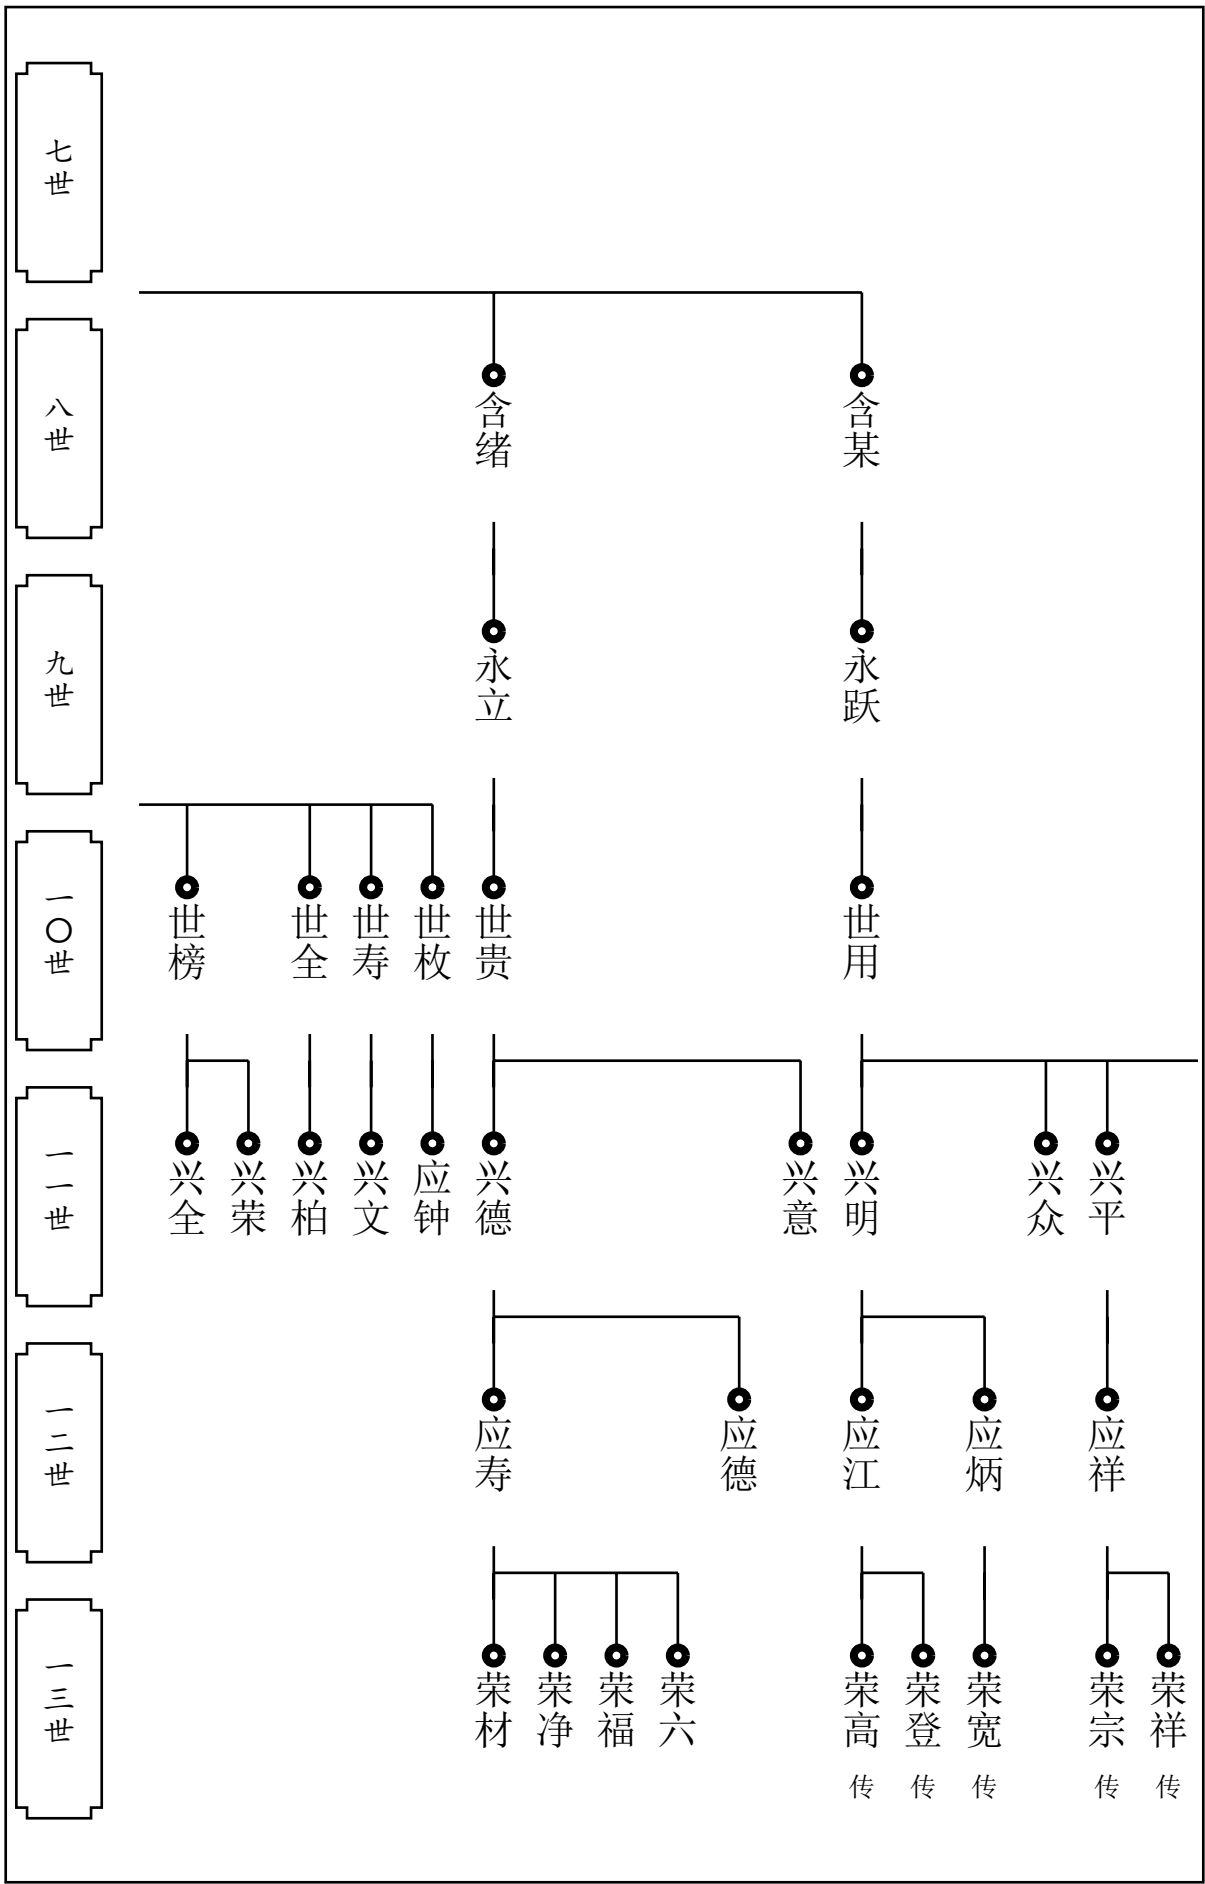 七世
八世
含绪
含某
九世
永立
永跃
一〇世
世榜
世全
世寿
世枚
世贵
世用
一一世
兴全
兴荣
兴柏
兴文
应钟
兴德
兴意
兴明
兴众
兴平
一二世
应寿
应德
应江
应炳
应祥
一三世
荣材
荣净
荣福
荣六
荣高
传
荣登
传
荣宽
传
荣宗
传
荣祥
传